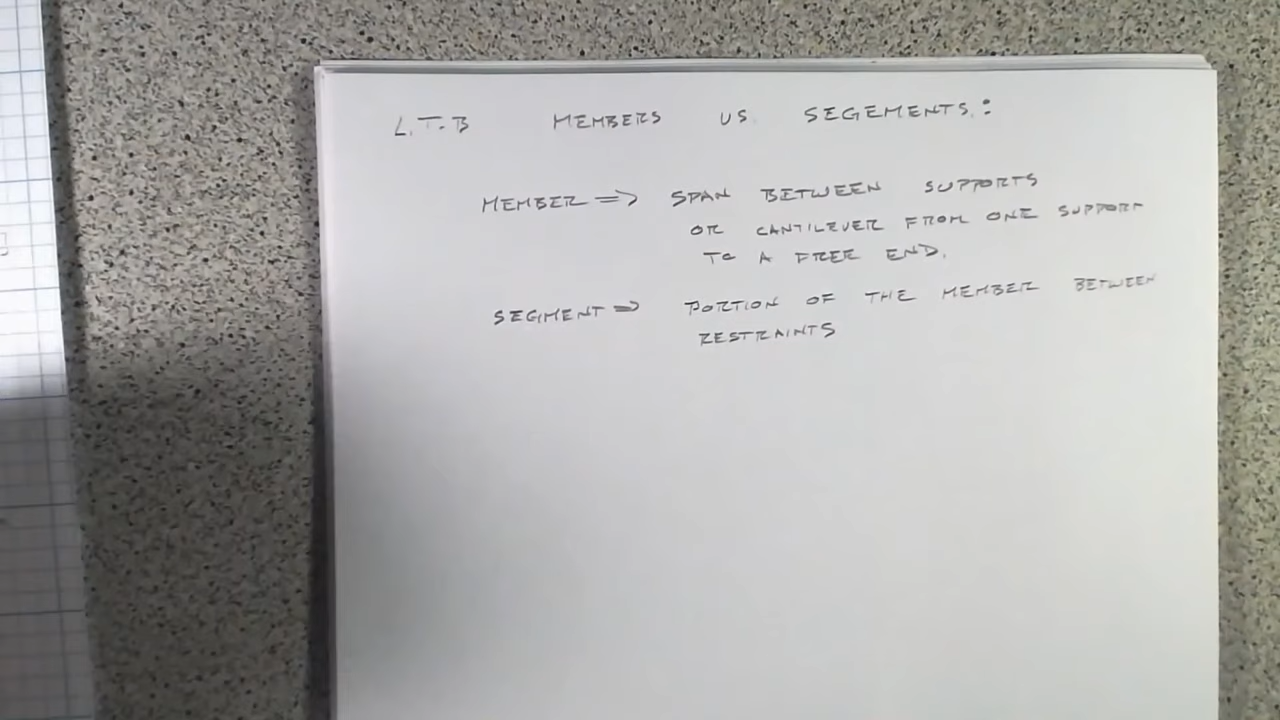 L.T.B MEMBERS VS. SEGEMENTS:
MEMBER ⇒ SPAN BETWEEN SUPPORTS
OR CANTILEVER FROM ONE SUPPORT
TO A FREE END.
SEGMENT ⇒ PORTION OF THE MEMBER BETWEEN
RESTRAINTS